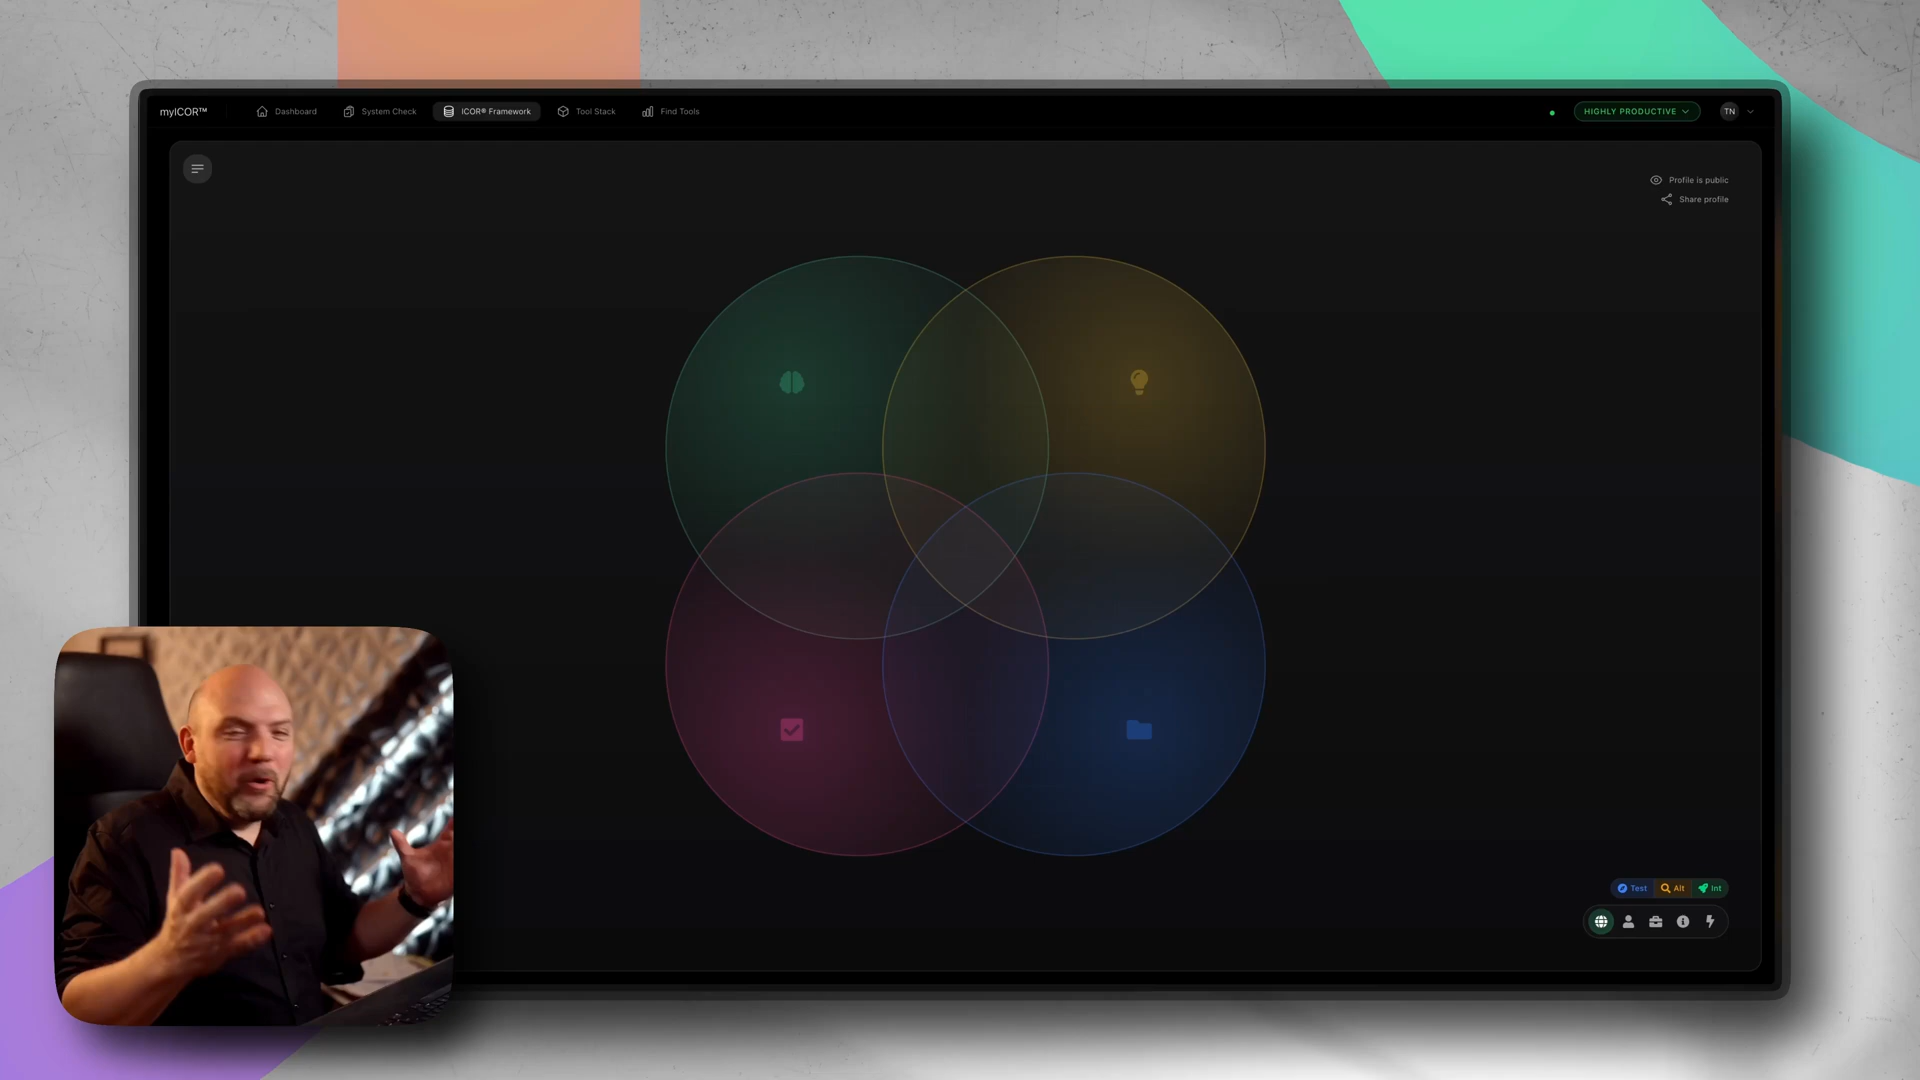 myICOR™
Dashboard
System Check
ICOR® Framework
Tool Stack
Find Tools
HIGHLY PRODUCTIVE
TN
Profile is public
Share profile
Test
Alt
Int